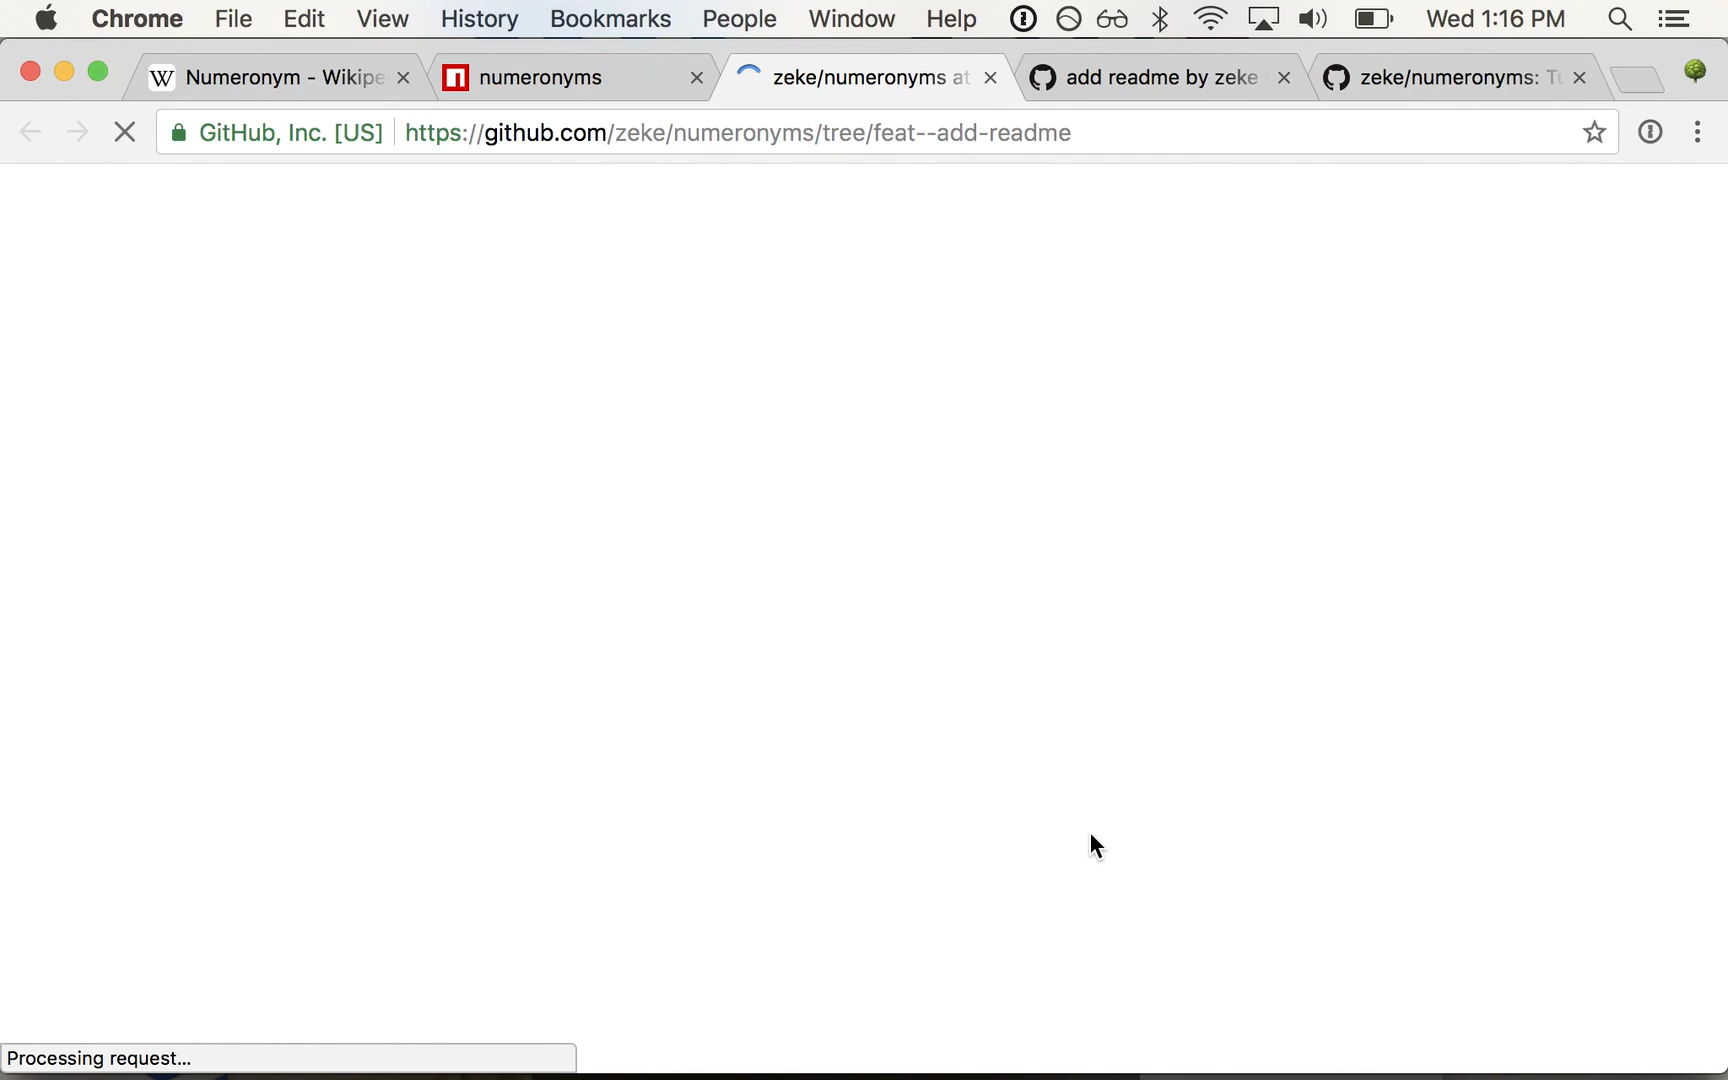 Chrome File Edit View History Bookmarks People Window Help Wed 1:16 PM
Numeronym - Wikipe numeronyms zeke/numeronyms at add readme by zeke zeke/numeronyms: Tu
GitHub, Inc. [US] https://github.com/zeke/numeronyms/tree/feat--add-readme
Processing request...